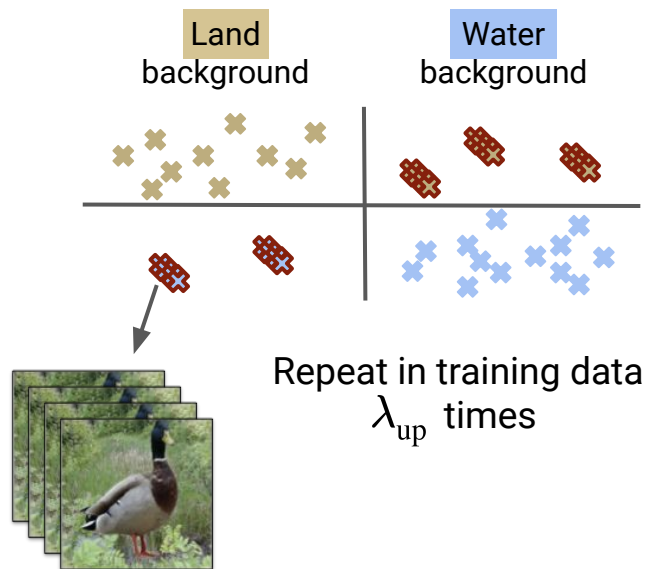 Land Water
background background
Repeat in training data
λup times